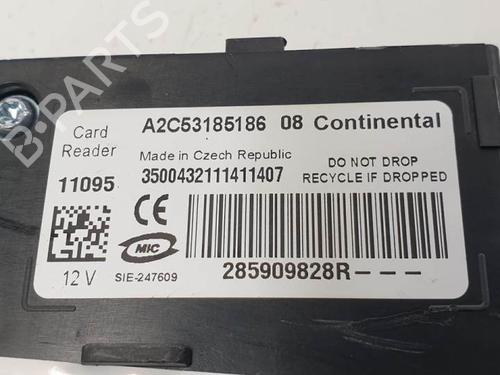 Card Reader
A2C53185186 08 Continental
Made in Czech Republic
11095
3500432111411407
DO NOT DROP
RECYCLE IF DROPPED
CE
MIC
12 V
SIE-247609
285909828R---
B-PARTS